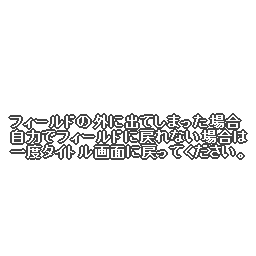 フィールドの外に出てしまった場合
自力でフィールドに戻れない場合は
一度タイトル画面に戻ってください。